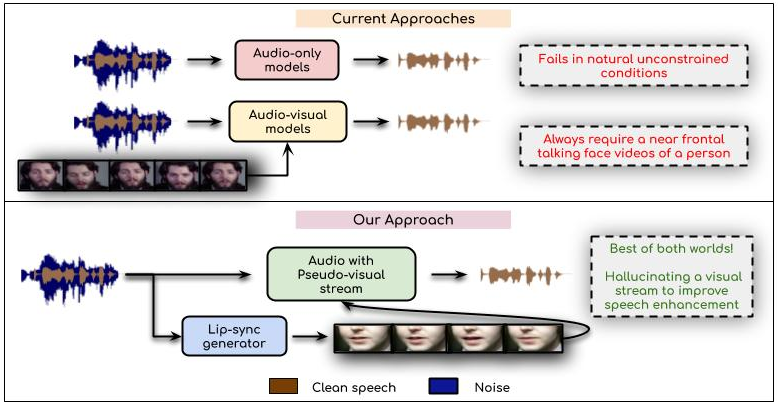 Current Approaches
Audio-only
models
Fails in natural unconstrained
conditions
Audio-visual
models
Always require a near frontal
talking face videos of a person
Our Approach
Audio with
Pseudo-visual
stream
Best of both worlds!
Hallucinating a visual
stream to improve
speech enhancement
Lip-sync
generator
Clean speech
Noise